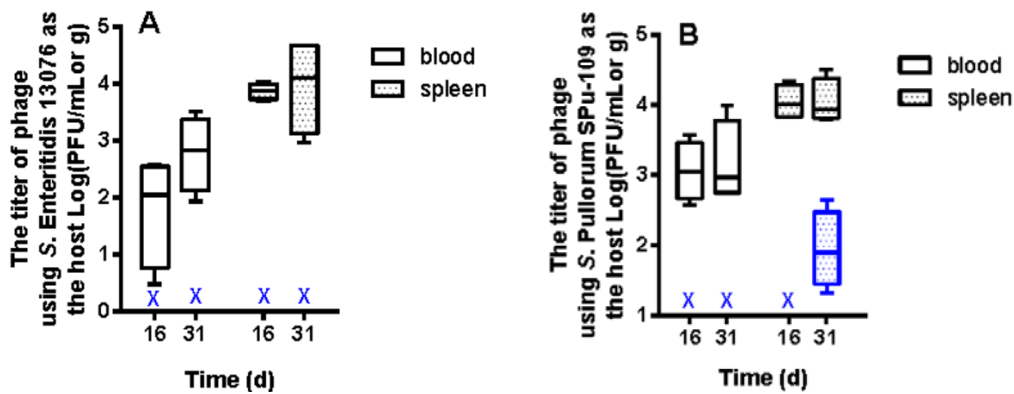 A
The titer of phage
using S. Enteritidis 13076 as
the host Log(PFU/mLor g)
5
4
3
2
1
0
X X X X
16 31 16 31
Time (d)
blood
spleen
B
The titer of phage
using S. Pullorum SPu-109 as
the host Log(PFU/mLor g)
5
4
3
2
1
X X X
16 31 16 31
Time (d)
blood
spleen